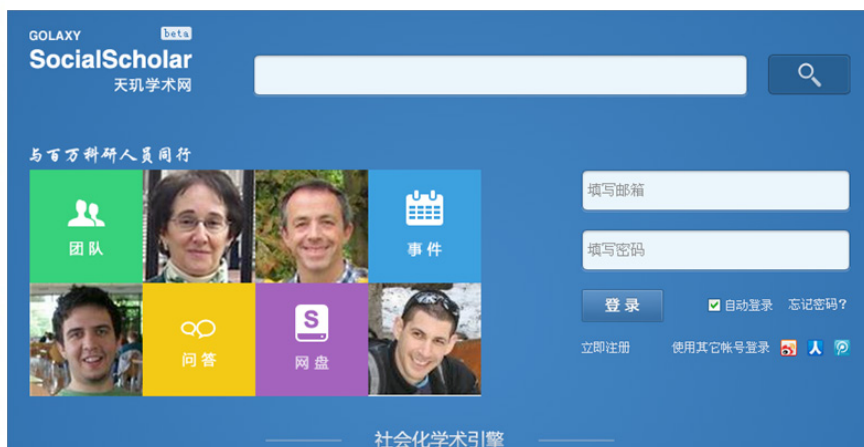 GOLAXY beta
SocialScholar
天玑学术网
与百万科研人员同行
团队
事件
问答
S
网盘
填写邮箱
填写密码
登录 自动登录 忘记密码?
立即注册 使用其它帐号登录
社会化学术引擎